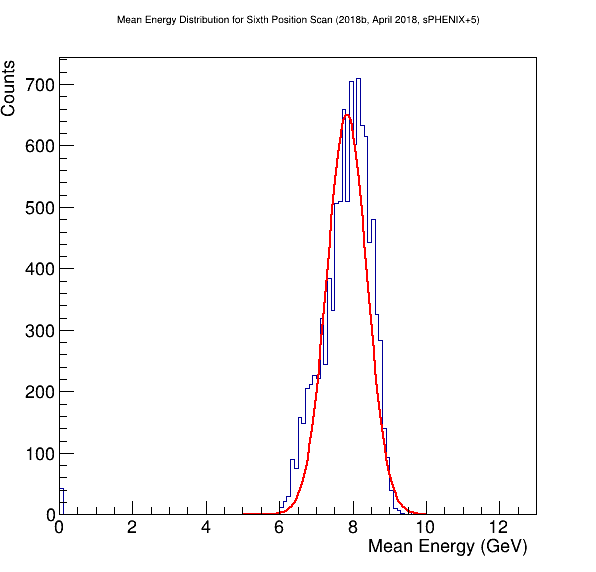 Mean Energy Distribution for Sixth Position Scan (2018b, April 2018, sPHENIX+5)
Counts
700
600
500
400
300
200
100
0
0 2 4 6 8 10 12
Mean Energy (GeV)